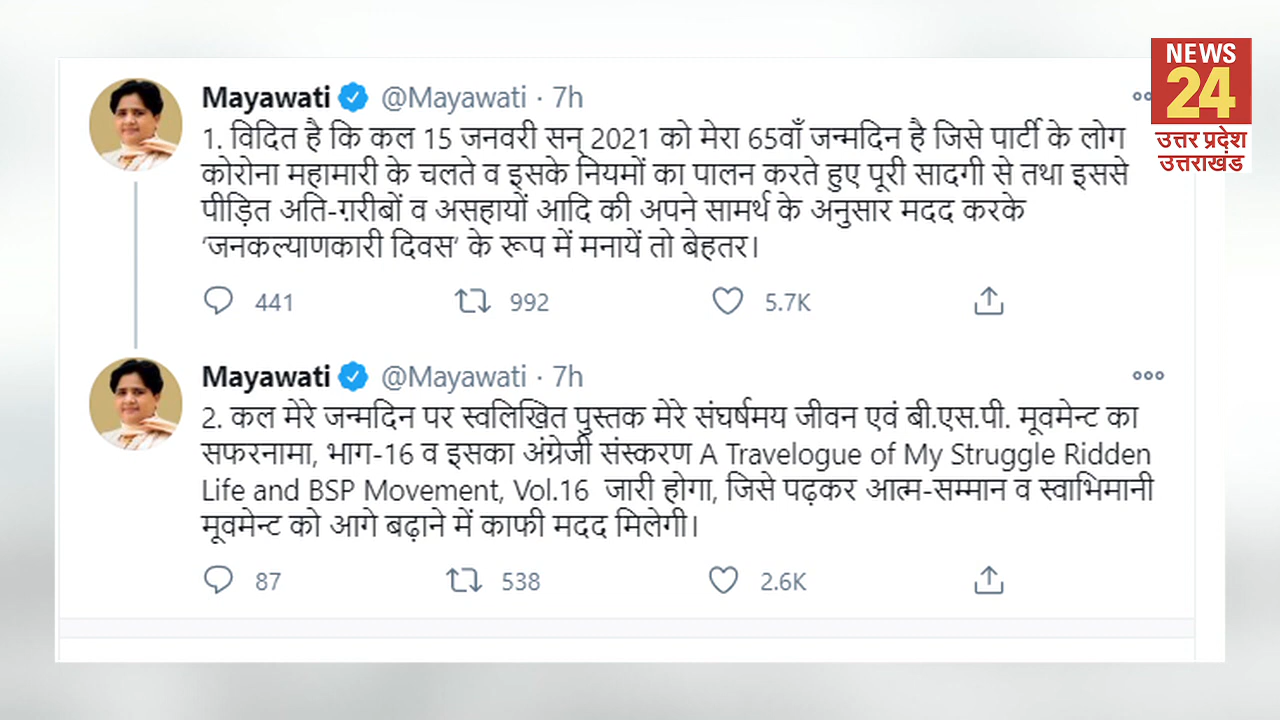 NEWS
24
उत्तर प्रदेश
उत्तराखंड
Mayawati @Mayawati · 7h
1. विदित है कि कल 15 जनवरी सन् 2021 को मेरा 65वाँ जन्मदिन है जिसे पार्टी के लोग
कोरोना महामारी के चलते व इसके नियमों का पालन करते हुए पूरी सादगी से तथा इससे
पीड़ित अति-ग़रीबों व असहायों आदि की अपने सामर्थ के अनुसार मदद करके
‘जनकल्याणकारी दिवस‘ के रूप में मनायें तो बेहतर।
441 992 5.7K
Mayawati @Mayawati · 7h
2. कल मेरे जन्मदिन पर स्वलिखित पुस्तक मेरे संघर्षमय जीवन एवं बी.एस.पी. मूवमेन्ट का
सफरनामा, भाग-16 व इसका अंग्रेजी संस्करण A Travelogue of My Struggle Ridden
Life and BSP Movement, Vol.16 जारी होगा, जिसे पढ़कर आत्म-सम्मान व स्वाभिमानी
मूवमेन्ट को आगे बढ़ाने में काफी मदद मिलेगी।
87 538 2.6K